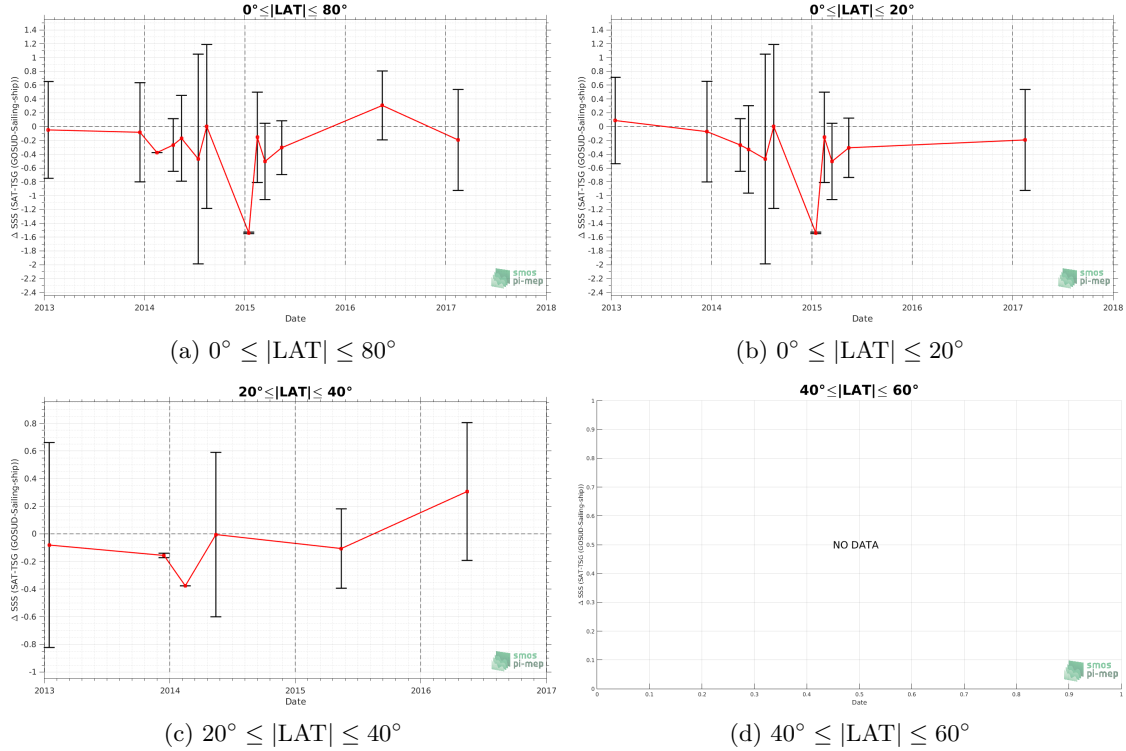 0°≤|LAT|≤ 80°
Δ SSS (SAT-TSG (GOSUD-Sailing-ship))
1.4
1.2
1
0.8
0.6
0.4
0.2
0
-0.2
-0.4
-0.6
-0.8
-1
-1.2
-1.4
-1.6
-1.8
-2
-2.2
-2.4
2013 2014 2015 2016 2017 2018
Date
smos
pi-mep
(a) 0° ≤ |LAT| ≤ 80°
0°≤|LAT|≤ 20°
Δ SSS (SAT-TSG (GOSUD-Sailing-ship))
1.4
1.2
1
0.8
0.6
0.4
0.2
0
-0.2
-0.4
-0.6
-0.8
-1
-1.2
-1.4
-1.6
-1.8
-2
-2.2
-2.4
2013 2014 2015 2016 2017 2018
Date
smos
pi-mep
(b) 0° ≤ |LAT| ≤ 20°
20°≤|LAT|≤ 40°
Δ SSS (SAT-TSG (GOSUD-Sailing-ship))
0.8
0.6
0.4
0.2
0
-0.2
-0.4
-0.6
-0.8
-1
2013 2014 2015 2016 2017
Date
smos
pi-mep
(c) 20° ≤ |LAT| ≤ 40°
40°≤|LAT|≤ 60°
Δ SSS (SAT-TSG (GOSUD-Sailing-ship))
1
0.9
0.8
0.7
0.6
0.5
0.4
0.3
0.2
0.1
0
NO DATA
0 0.1 0.2 0.3 0.4 0.5 0.6 0.7 0.8 0.9 1
Date
smos
pi-mep
(d) 40° ≤ |LAT| ≤ 60°